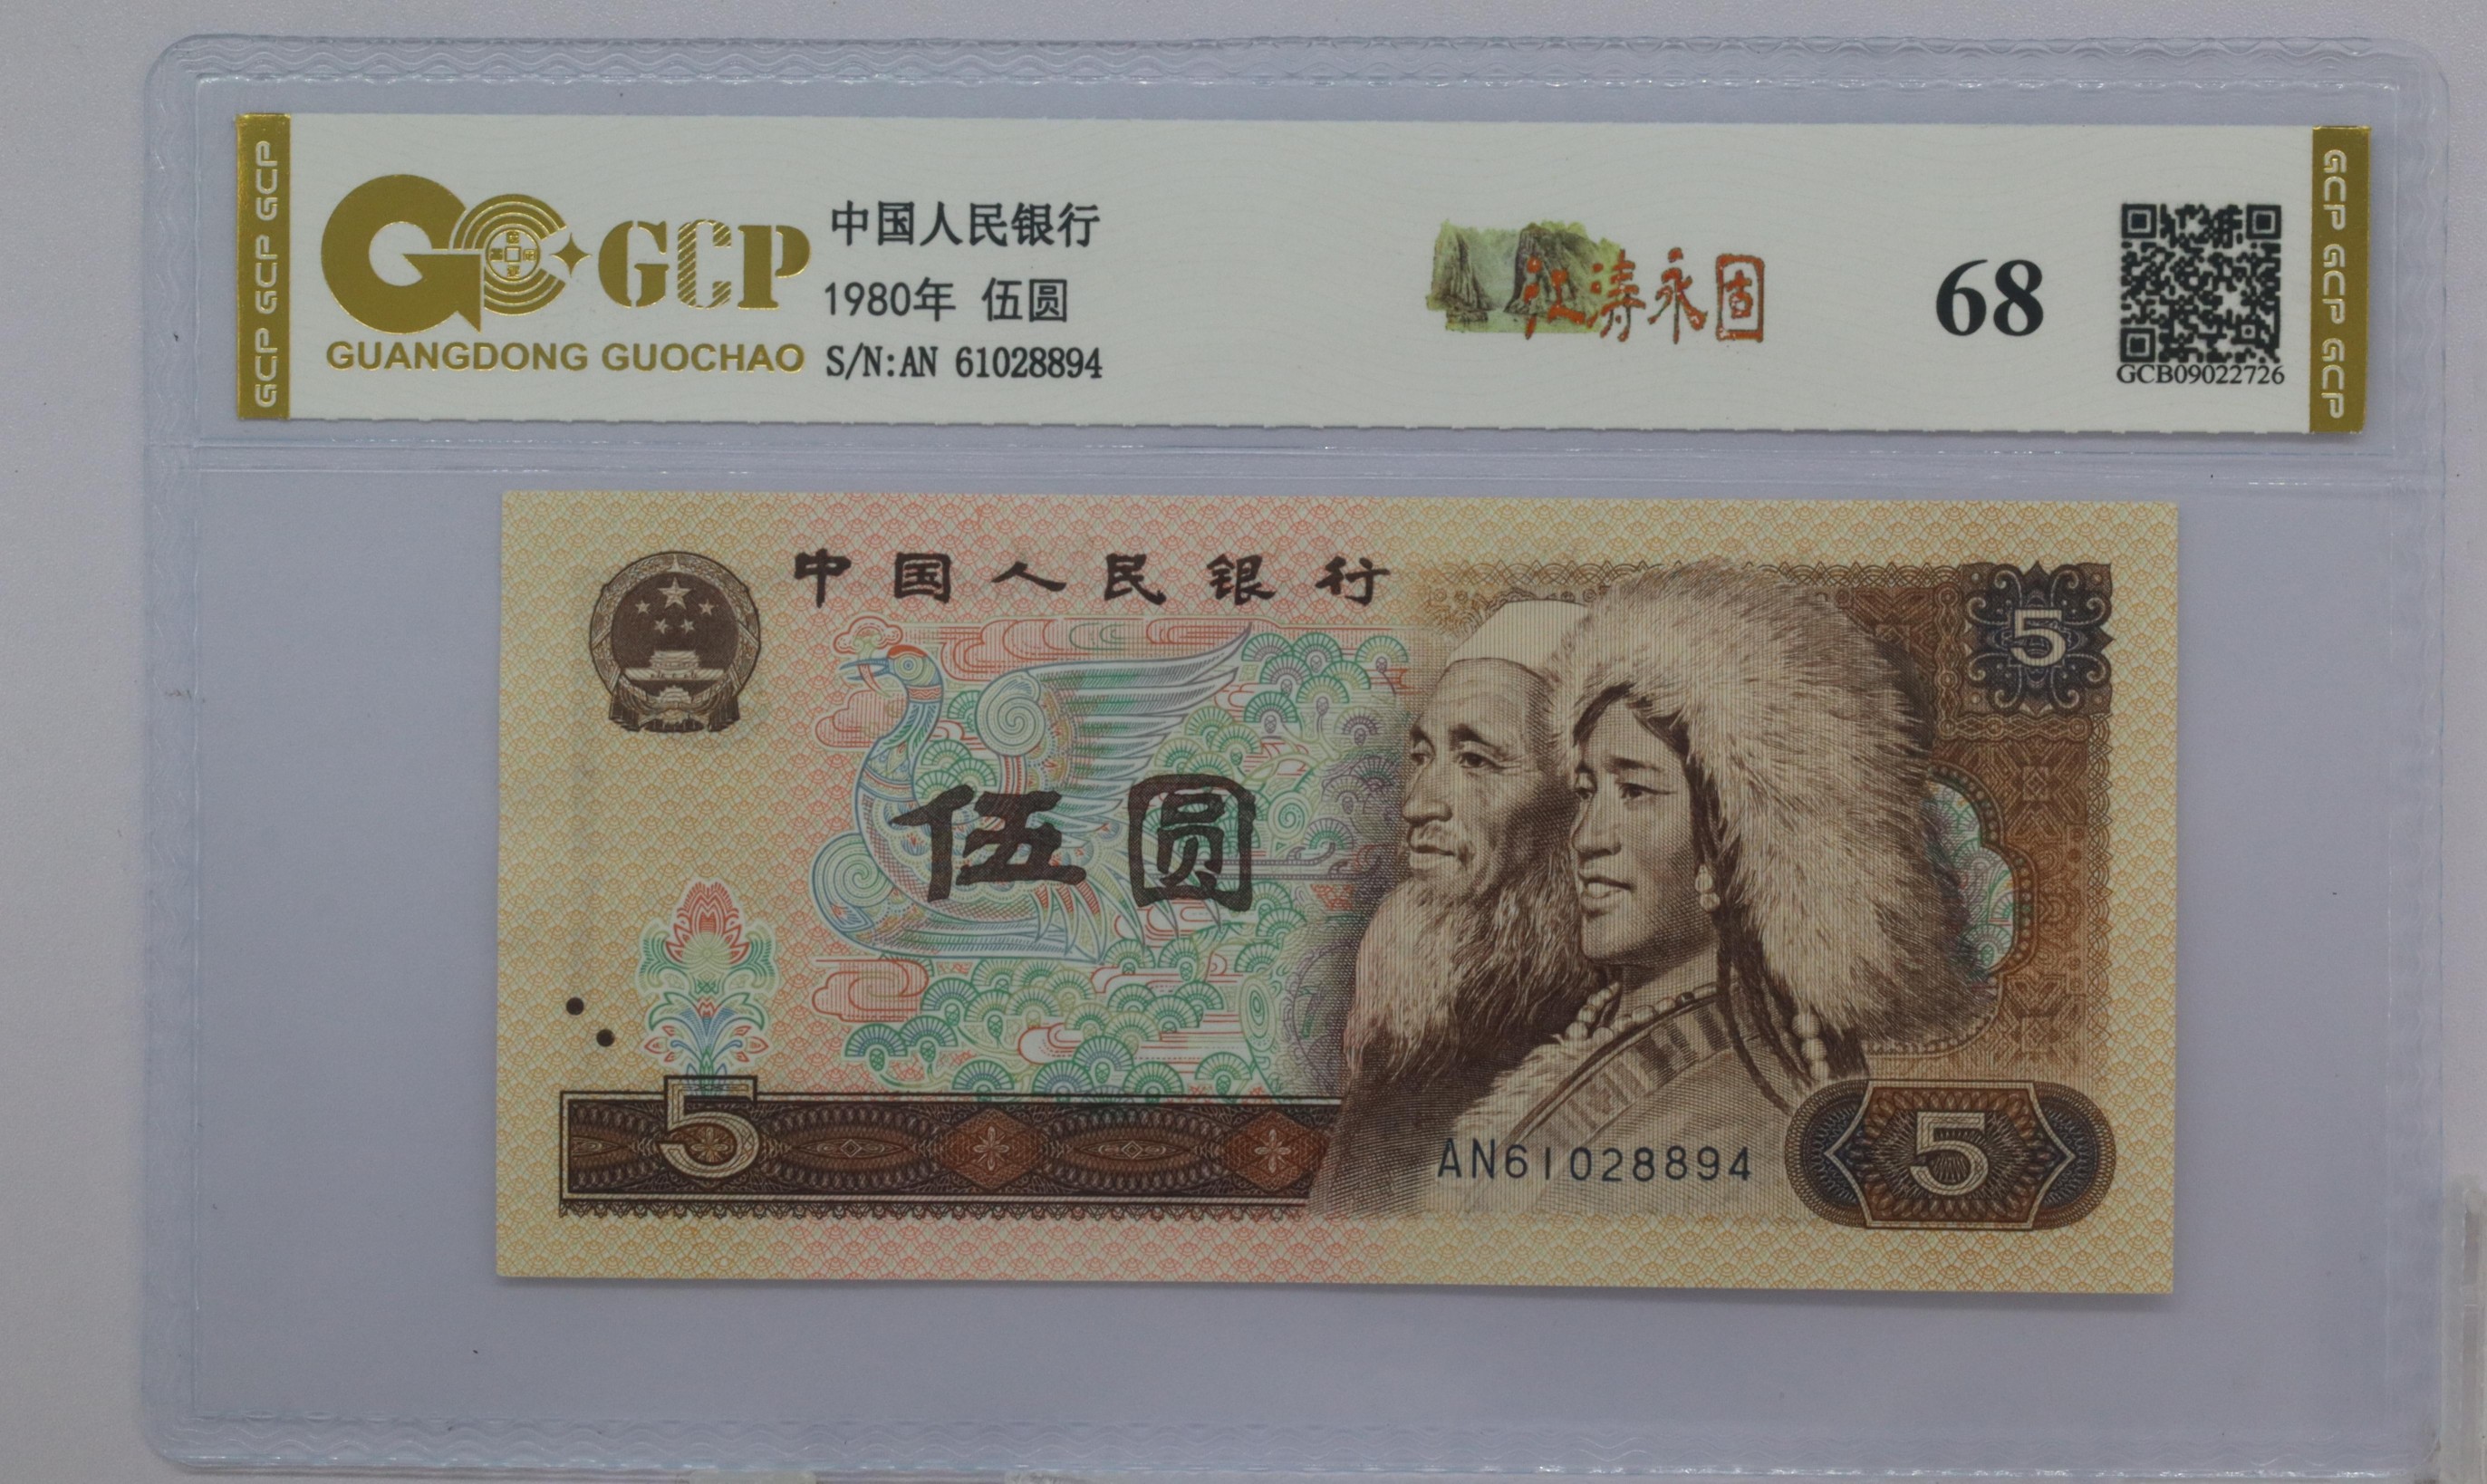 GCP GCP GCP
GCP
GUANGDONG GUOCHAO
中国人民银行
1980年 伍圆
S/N:AN 61028894
江涛永固
68
GCB09022726
GCP GCP GCP
中国人民银行
5
伍圆
5
AN61028894
5